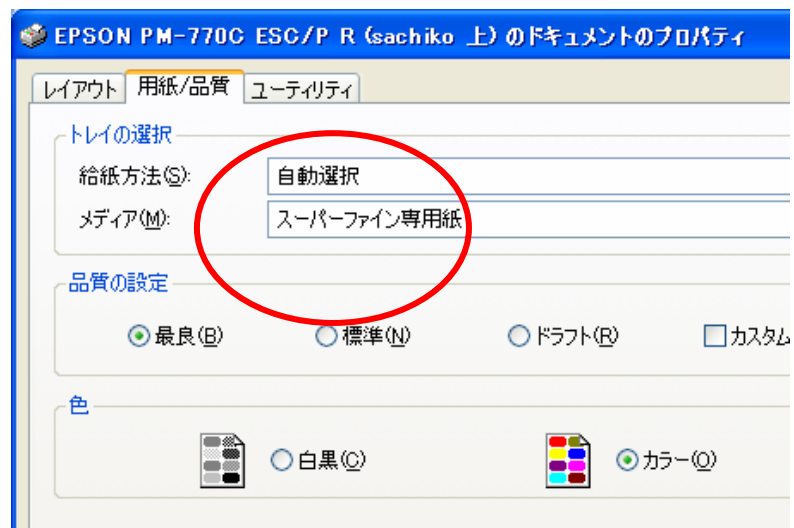 EPSON PM-770C ESC/P R (sachiko 上) のドキュメントのプロパティ
レイアウト 用紙/品質 ユーティリティ
トレイの選択
給紙方法(S): 自動選択
メディア(M): スーパーファイン専用紙
品質の設定
最良(B) 標準(N) ドラフト(R) カスタム
色
白黒(C) カラー(O)